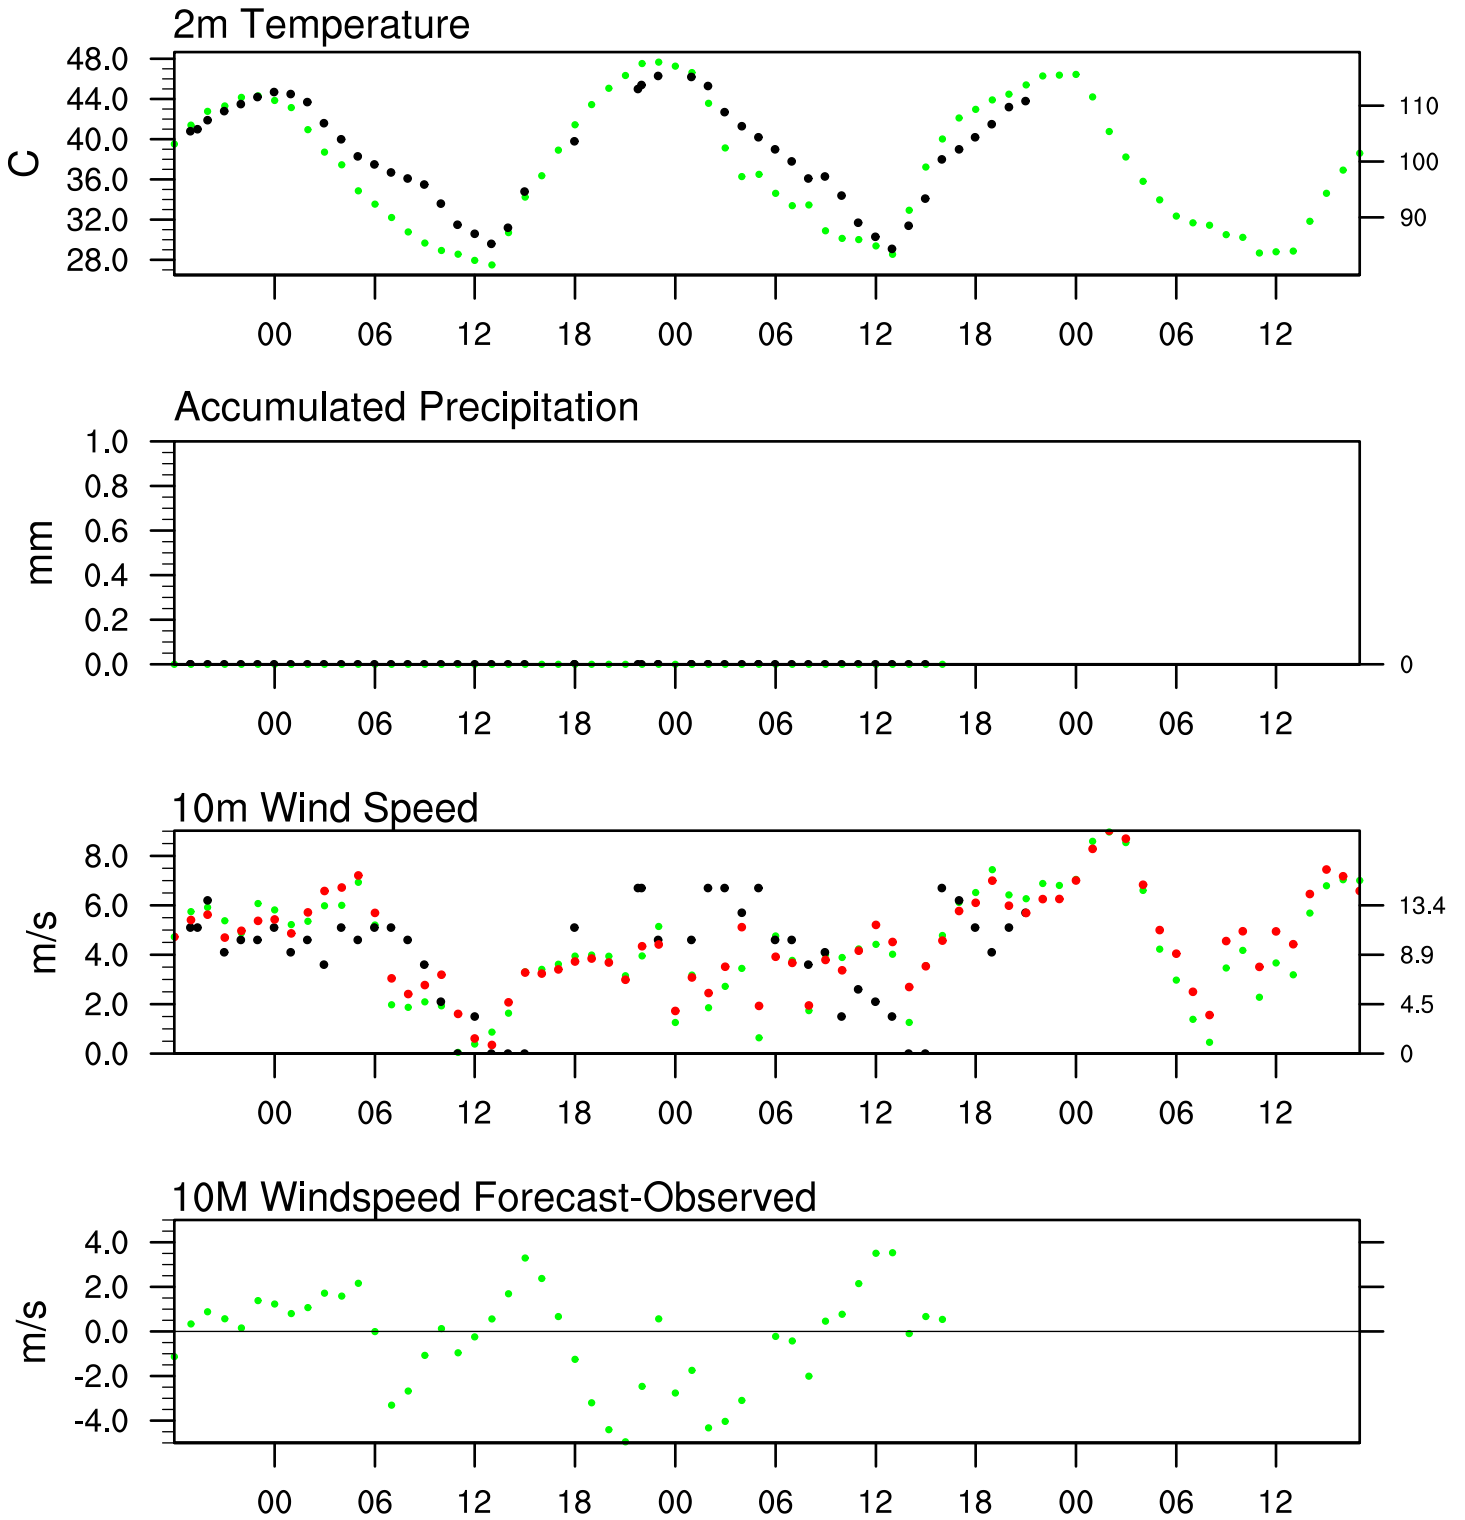 2m Temperature
48.0
44.0
40.0
36.0
32.0
28.0
C
110
100
90
00 06 12 18 00 06 12 18 00 06 12
Accumulated Precipitation
1.0
0.8
0.6
0.4
0.2
0.0
mm
0
00 06 12 18 00 06 12 18 00 06 12
10m Wind Speed
8.0
6.0
4.0
2.0
0.0
m/s
13.4
8.9
4.5
0
00 06 12 18 00 06 12 18 00 06 12
10M Windspeed Forecast-Observed
4.0
2.0
0.0
-2.0
-4.0
m/s
00 06 12 18 00 06 12 18 00 06 12